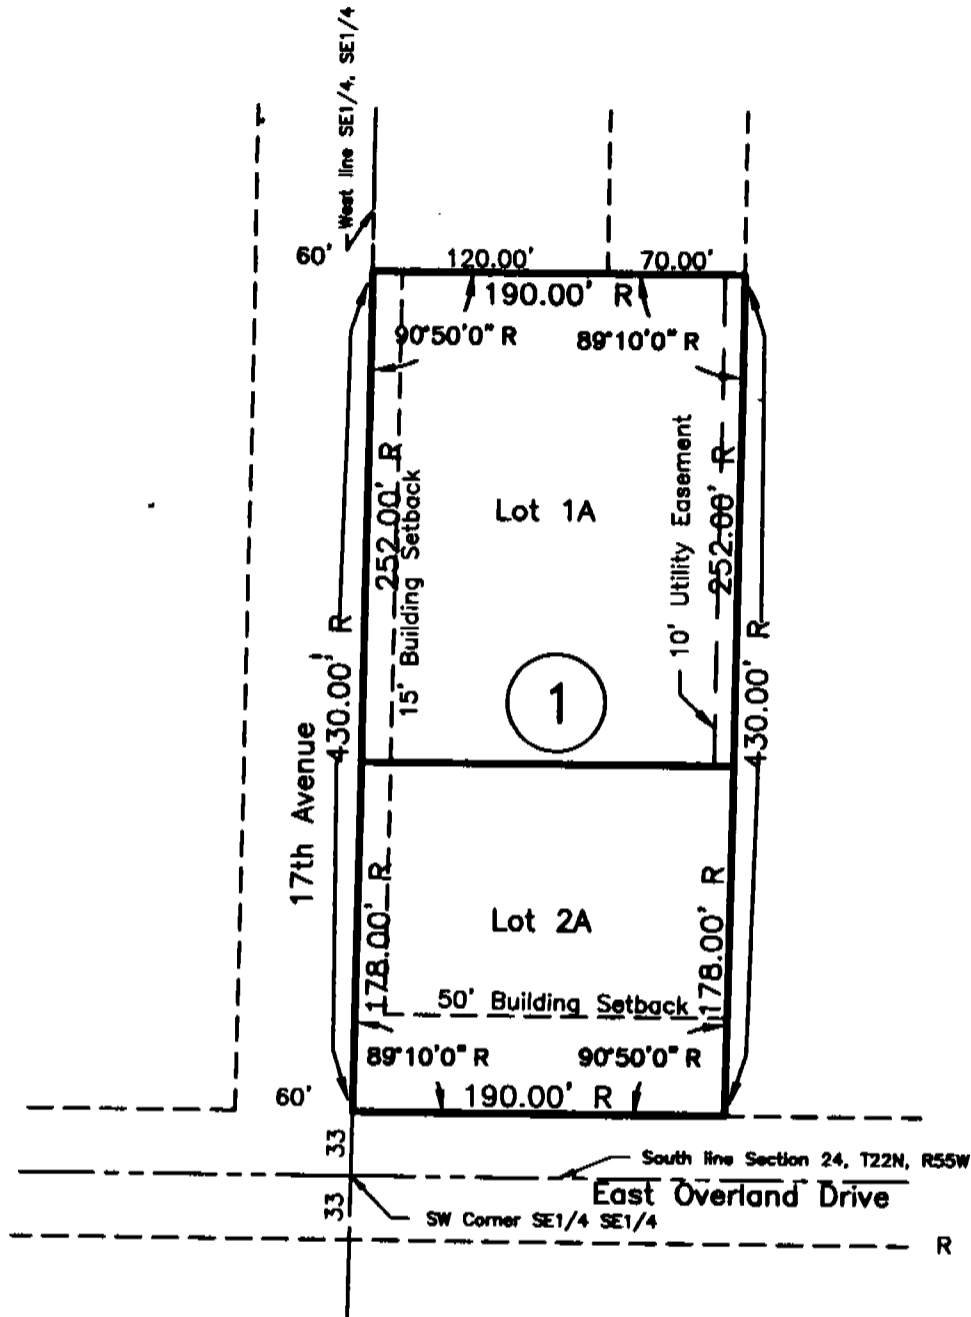 West line SE1/4, SE1/4
60'
120.00'
70.00'
190.00' R
90°50'0" R
89°10'0" R
252.00' R
15' Building Setback
Lot 1A
10' Utility Easement
252.00' R
430.00' R
1
430.00' R
17th Avenue
178.00' R
Lot 2A
178.00' R
50' Building Setback
89°10'0" R
90°50'0" R
60'
190.00' R
33
South line Section 24, T22N, R55W
East Overland Drive
33
SW Corner SE1/4 SE1/4
R